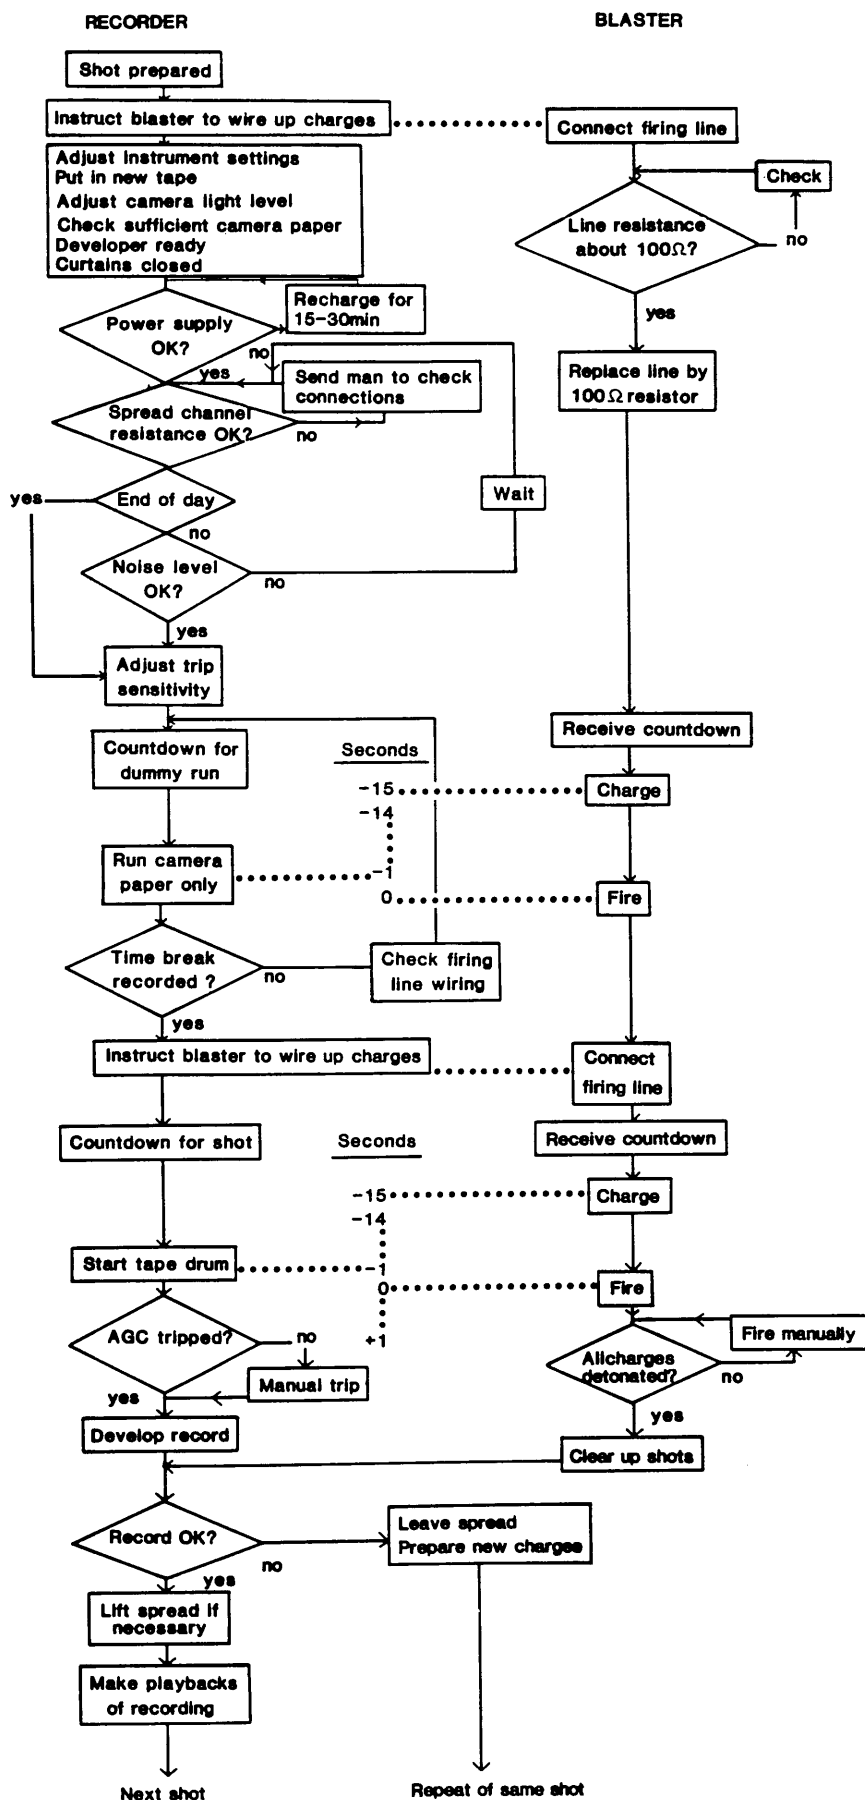 RECORDER
BLASTER
Shot prepared
Instruct blaster to wire up charges
Connect firing line
Adjust instrument settings
Put in new tape
Adjust camera light level
Check sufficient camera paper
Developer ready
Curtains closed
Check
Line resistance
about 100Ω?
no
yes
Recharge for
15-30min
Power supply
OK?
no
yes
Send man to check
connections
Replace line by
100Ω resistor
Spread channel
resistance OK?
no
yes
End of day
Wait
no
Noise level
OK?
no
yes
Adjust trip
sensitivity
Receive countdown
Countdown for
dummy run
Seconds
-15
Charge
-14
Run camera
paper only
-1
0
Fire
Time break
recorded ?
no
Check firing
line wiring
yes
Instruct blaster to wire up charges
Connect
firing line
Countdown for shot
Seconds
Receive countdown
-15
Charge
-14
Start tape drum
-1
0
Fire
AGC tripped?
no
+1
Fire manually
Allcharges
detonated?
no
Manual trip
yes
yes
Develop record
Clear up shots
Record OK?
no
Leave spread
Prepare new charges
yes
Lift spread if
necessary
Make playbacks
of recording
Next shot
Repeat of same shot